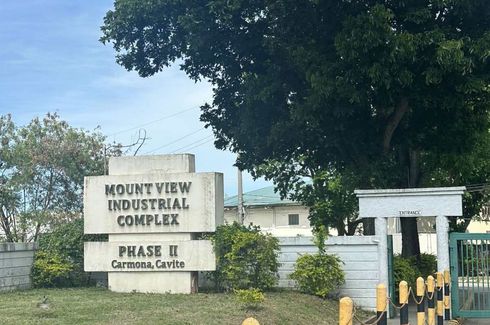 MOUNT VIEW
INDUSTRIAL
COMPLEX
PHASE II
Carmona, Cavite
ENTRANCE